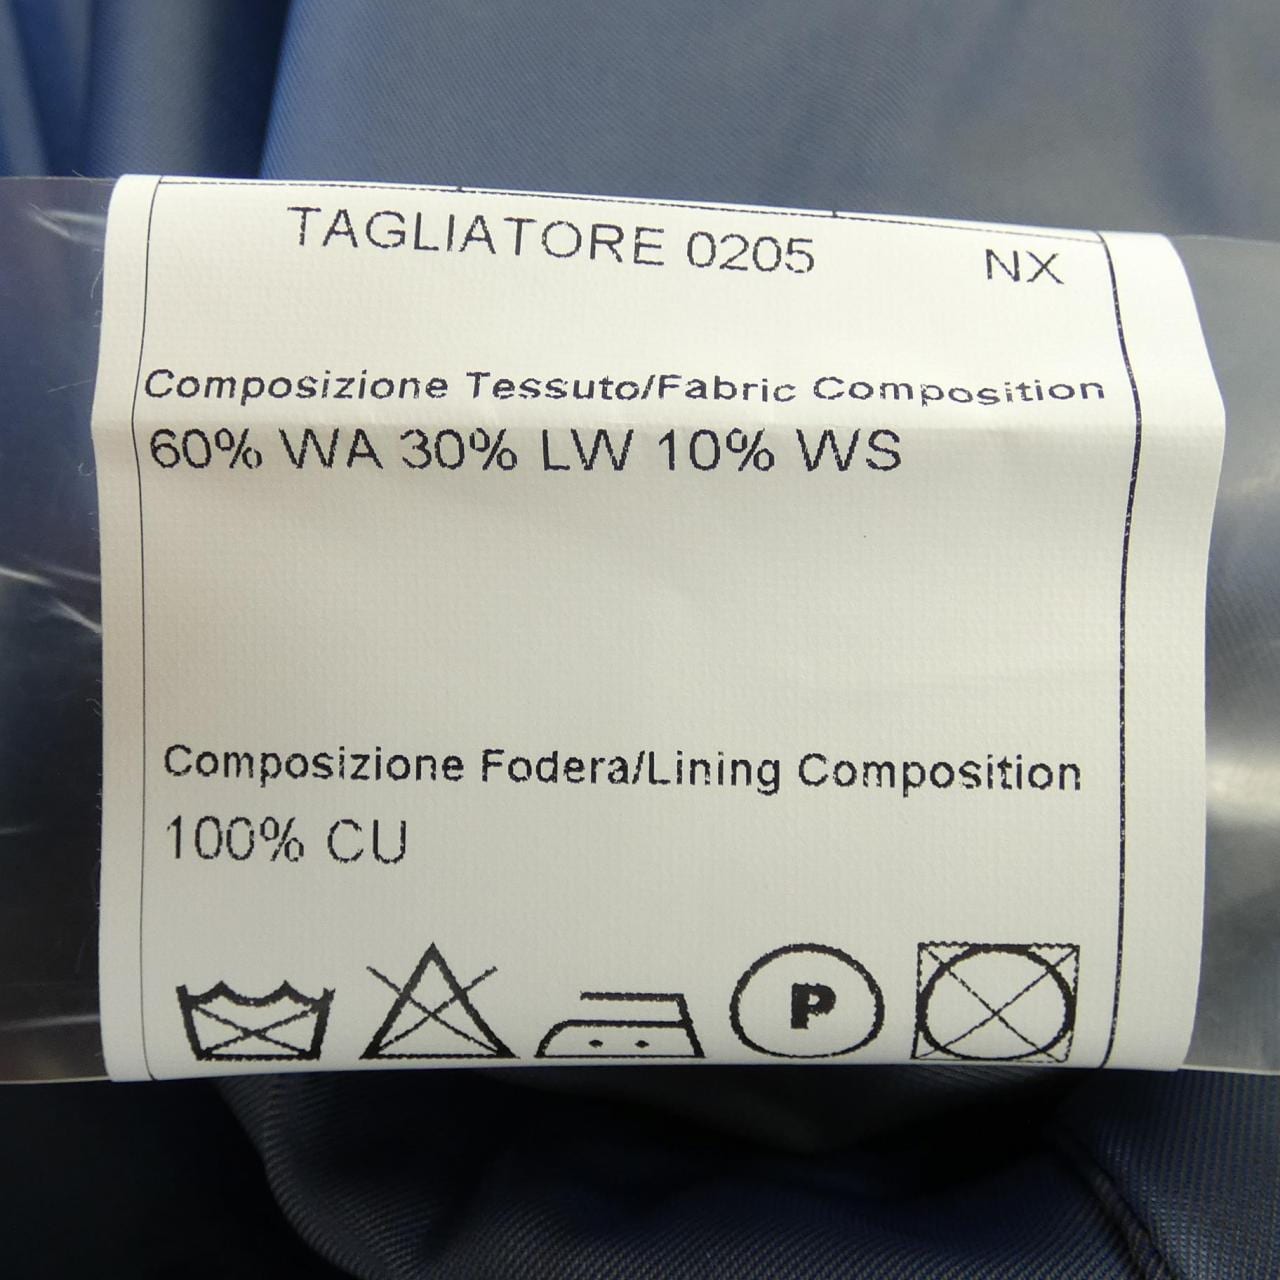 TAGLIATORE 0205 NX
Composizione Tessuto/Fabric Composition
60% WA 30% LW 10% WS
Composizione Fodera/Lining Composition
100% CU
P